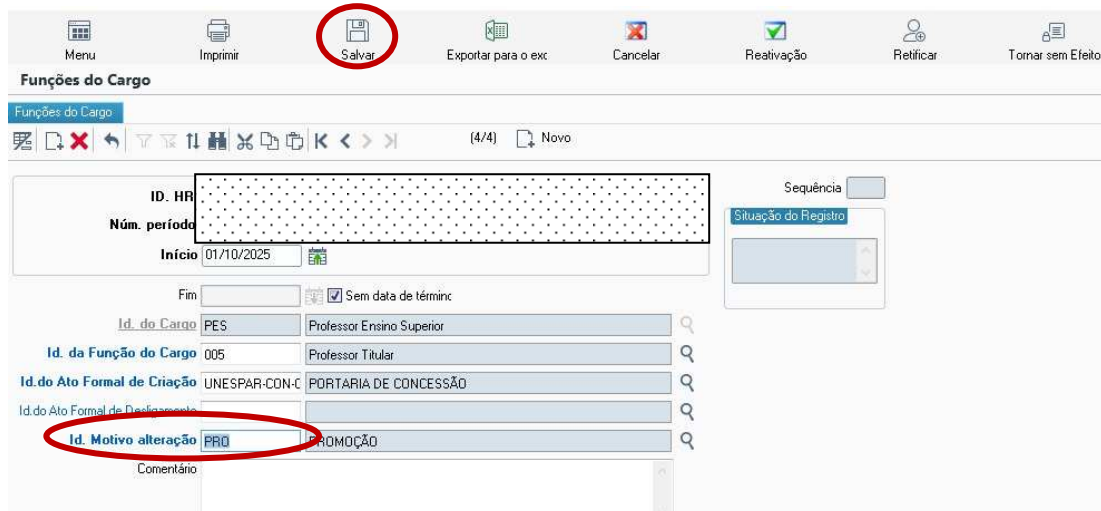 Menu Imprimir Salvar Exportar para o exc Cancelar Reativação Retificar Tornar sem Efeito
Funções do Cargo
Funções do Cargo
(4/4) Novo
ID. HR
Sequência
Núm. período
Situação do Registro
Início 01/10/2025
Fim Sem data de términc
Id. do Cargo PES Professor Ensino Superior
Id. da Função do Cargo 005 Professor Titular
Id.do Ato Formal de Criação UNESPAR-CON-C PORTARIA DE CONCESSÃO
Id.do Ato Formal de Desligamento
Id. Motivo alteração PRO PROMOÇÃO
Comentário